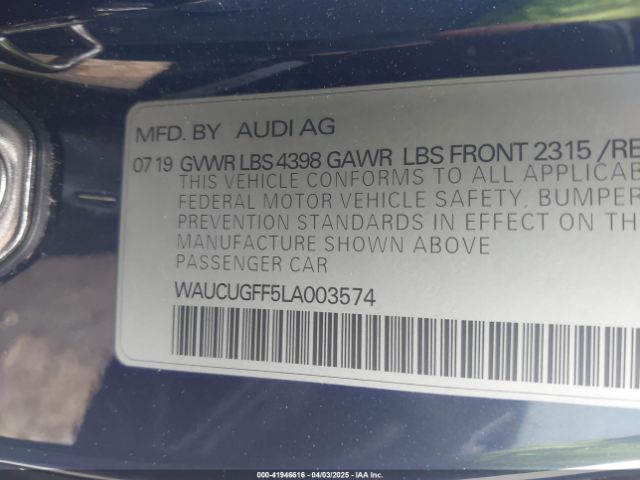 MFD. BY AUDI AG
07 19 GVWR LBS 4398 GAWR LBS FRONT 2315 /RE
THIS VEHICLE CONFORMS TO ALL APPLICAB
FEDERAL MOTOR VEHICLE SAFETY, BUMPER
PREVENTION STANDARDS IN EFFECT ON TH
MANUFACTURE SHOWN ABOVE
PASSENGER CAR
WAUCUGFF5LA003574
000-41946616 - 04/03/2025 - IAA Inc.